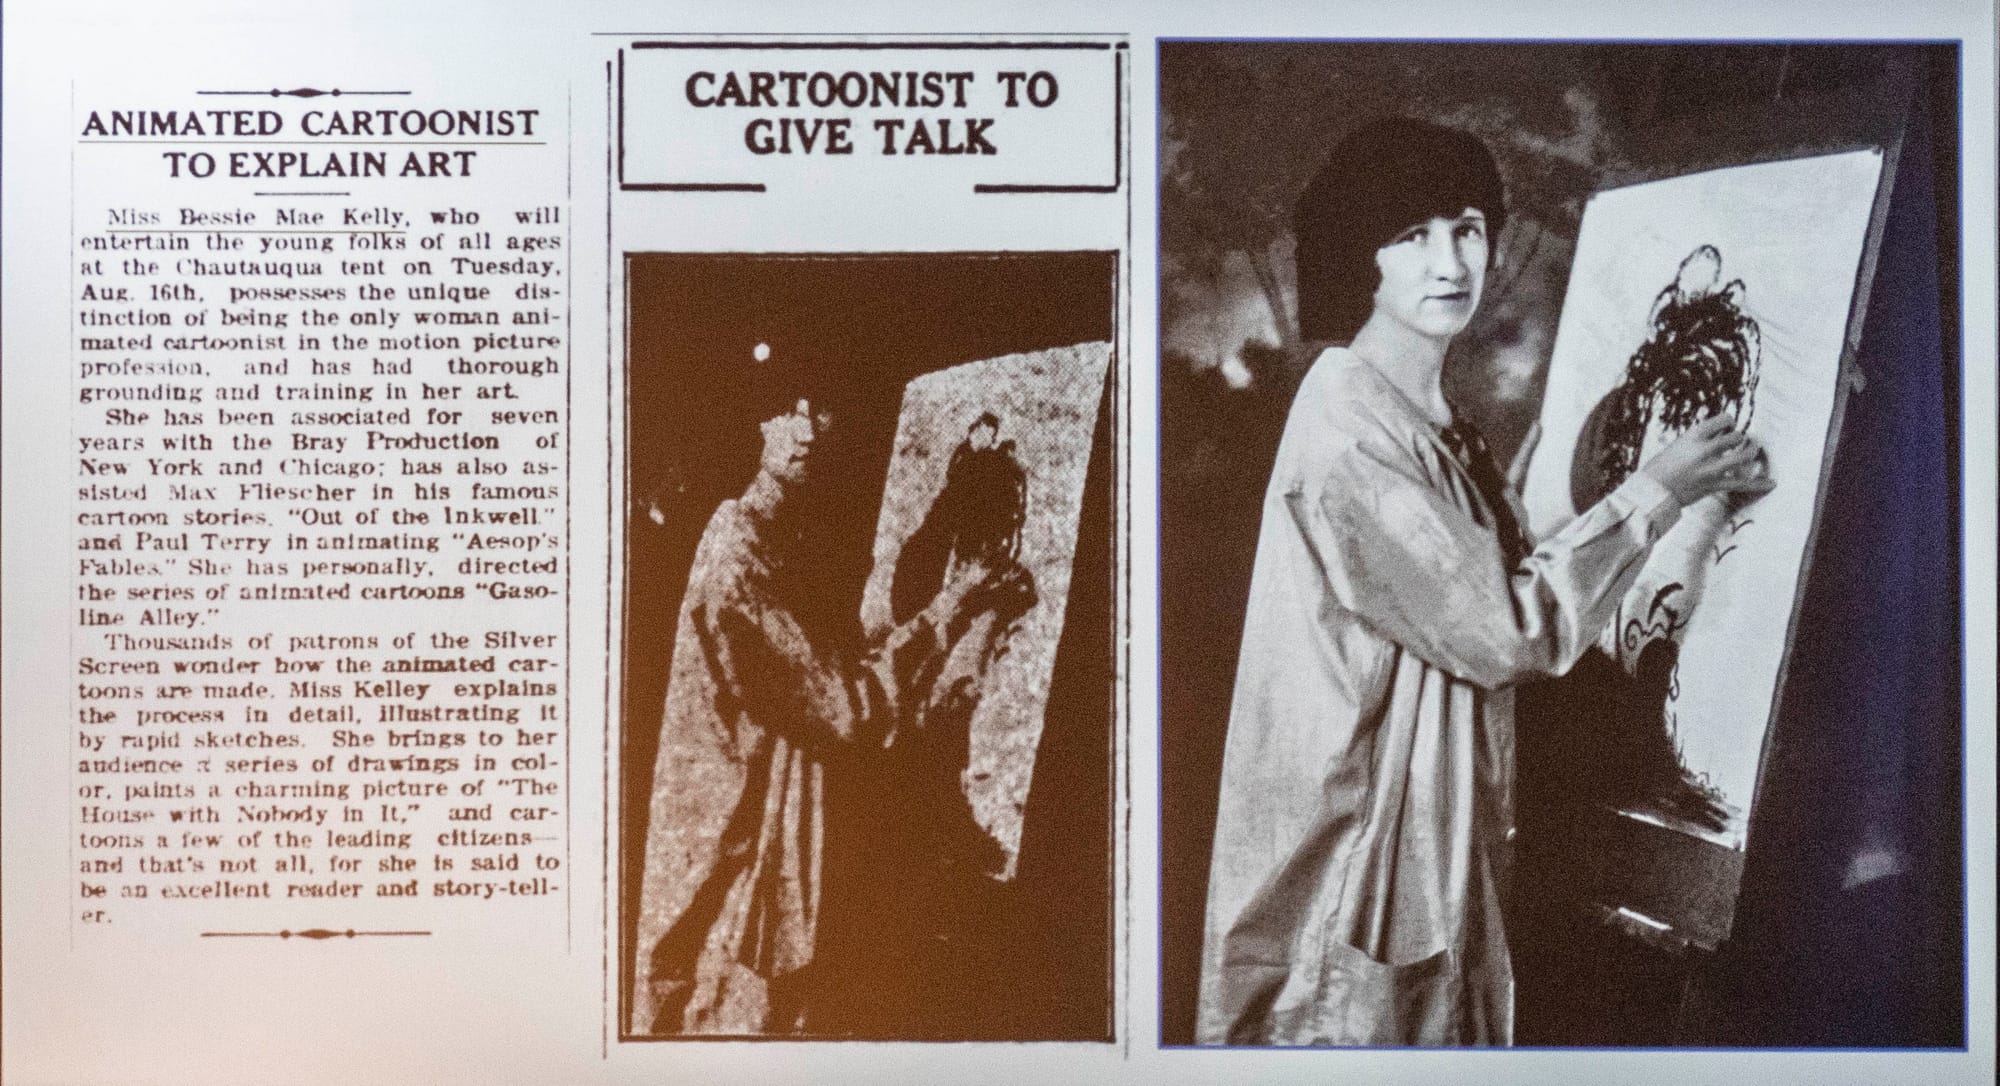 ANIMATED CARTOONIST
TO EXPLAIN ART
Miss Bessie Mae Kelly, who will
entertain the young folks of all ages
at the Chautauqua tent on Tuesday,
Aug. 16th, possesses the unique dis-
tinction of being the only woman ani-
mated cartoonist in the motion picture
profession, and has had thorough
grounding and training in her art.
She has been associated for seven
years with the Bray Production of
New York and Chicago; has also as-
sisted Max Fliescher in his famous
cartoon stories, "Out of the Inkwell"
and Paul Terry in animating "Aesop's
Fables." She has personally, directed
the series of animated cartoons "Gaso-
line Alley."
Thousands of patrons of the Silver
Screen wonder how the animated car-
toons are made. Miss Kelley explains
the process in detail, illustrating it
by rapid sketches. She brings to her
audience a series of drawings in col-
or, paints a charming picture of "The
House with Nobody in It," and car-
toons a few of the leading citizens—
and that's not all, for she is said to
be an excellent reader and story-tell-
er.
CARTOONIST TO
GIVE TALK